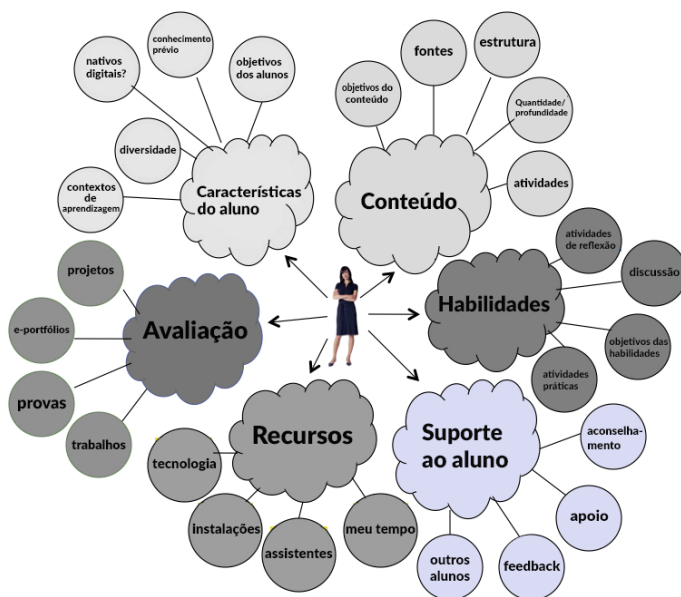 nativos
digitais?
conhecimento
prévio
objetivos
dos alunos
diversidade
contextos
de
aprendizagem
Características
do aluno
objetivos do
conteúdo
fontes
estrutura
Quantidade/
profundidade
atividades
Conteúdo
atividades
de reflexão
discussão
objetivos das
habilidades
atividades
práticas
Habilidades
aconselha-
mento
apoio
feedback
outros
alunos
Suporte
ao aluno
meu tempo
assistentes
instalações
tecnologia
Recursos
trabalhos
provas
e-portfólios
projetos
Avaliação